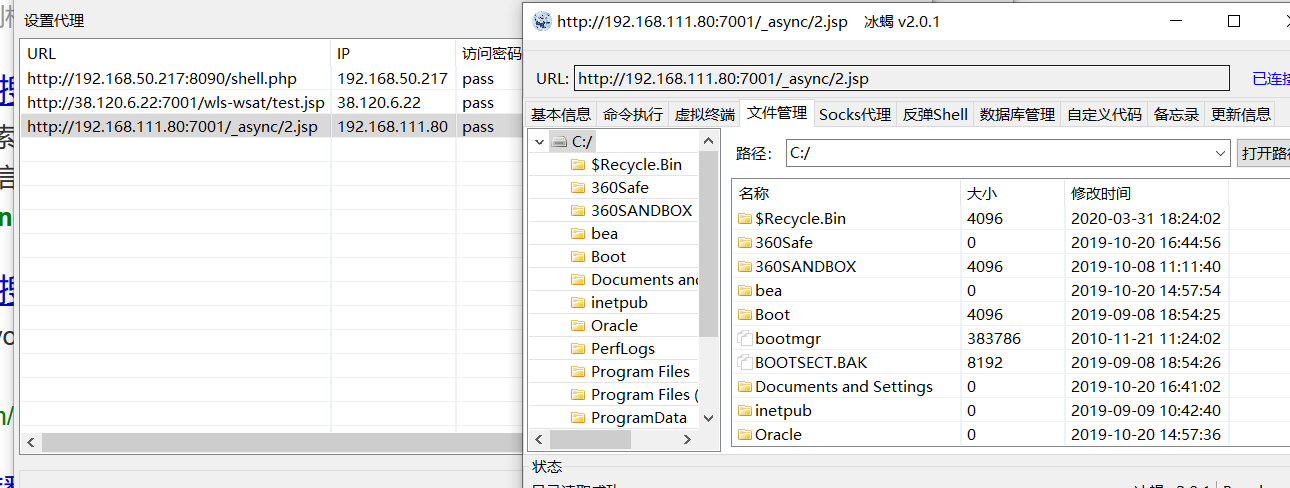 设置代理
URL IP 访问密码
http://192.168.50.217:8090/shell.php 192.168.50.217 pass
http://38.120.6.22:7001/wls-wsat/test.jsp 38.120.6.22 pass
http://192.168.111.80:7001/_async/2.jsp 192.168.111.80 pass
http://192.168.111.80:7001/_async/2.jsp 冰蝎 v2.0.1
URL: http://192.168.111.80:7001/_async/2.jsp 已连接
基本信息 命令执行 虚拟终端 文件管理 Socks代理 反弹Shell 数据库管理 自定义代码 备忘录 更新信息
C:/
$Recycle.Bin
360Safe
360SANDBOX
bea
Boot
Documents and
inetpub
Oracle
PerfLogs
Program Files
Program Files (
ProgramData
路径: C:/ 打开路径
名称 大小 修改时间
$Recycle.Bin 4096 2020-03-31 18:24:02
360Safe 0 2019-10-20 16:44:56
360SANDBOX 4096 2019-10-08 11:11:40
bea 0 2019-10-20 14:57:54
Boot 4096 2019-09-08 18:54:25
bootmgr 383786 2010-11-21 11:24:02
BOOTSECT.BAK 8192 2019-09-08 18:54:26
Documents and Settings 0 2019-10-20 16:41:02
inetpub 0 2019-09-09 10:42:40
Oracle 0 2019-10-20 14:57:36
状态